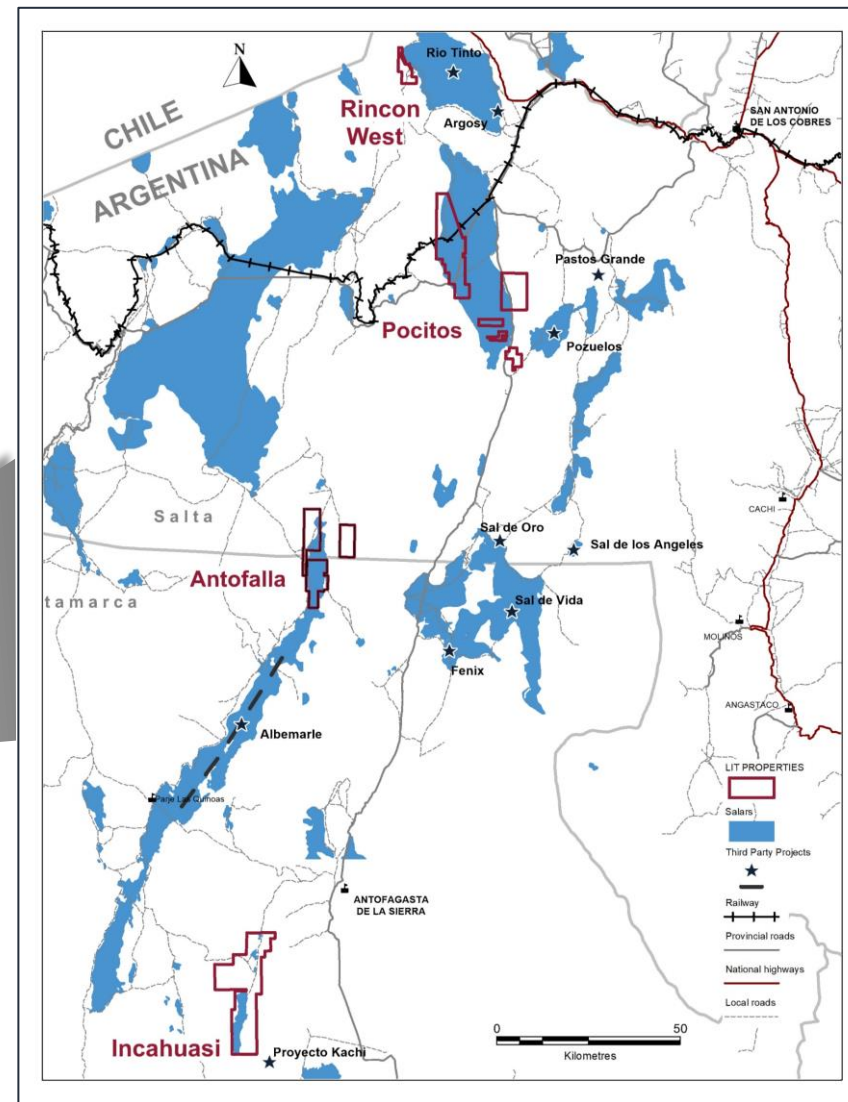 N
CHILE
ARGENTINA
Rio Tinto
Rincon
West
Argosy
SAN ANTONIO
DE LOS COBRES
Pastos Grande
Pocitos
Pozuelos
Salta
CACHI
Sal de Oro
Sal de los Angeles
Antofalla
tamarca
Sal de Vida
MOLINOS
Fenix
ANGASTACO
Albemarle
LIT PROPERTIES
Parje Las Quinoas
Salars
Third Party Projects
ANTOFAGASTA
DE LA SIERRA
Railway
Provincial roads
National highways
Local roads
0 50
Kilometres
Incahuasi
Proyecto Kachi